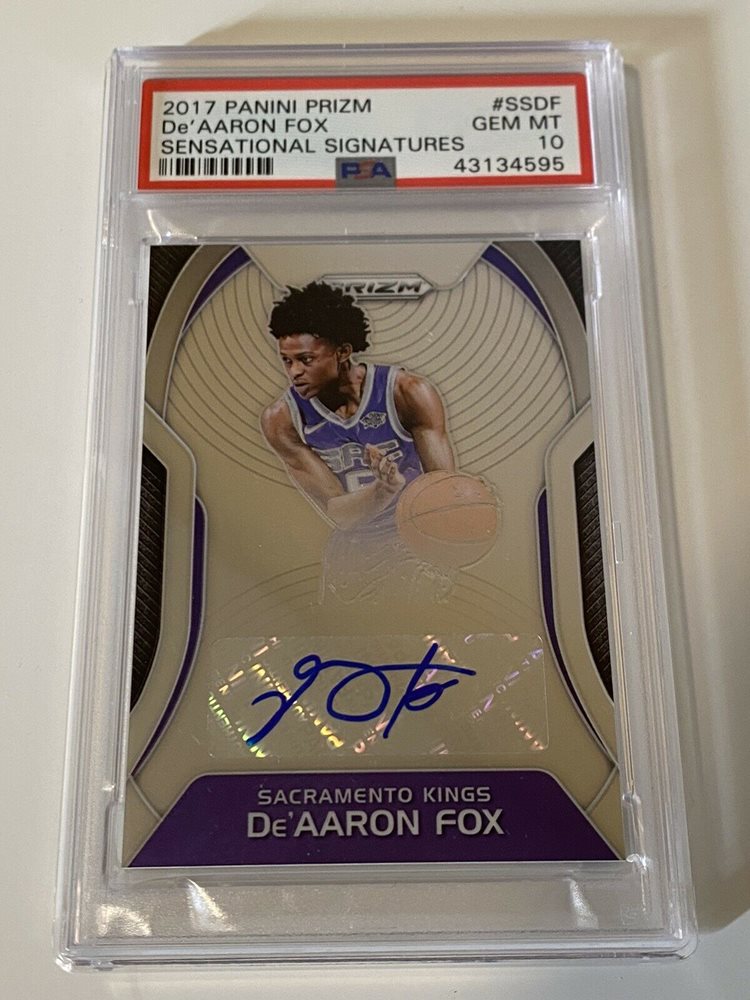 2017 PANINI PRIZM #SSDF
De'AARON FOX GEM MT
SENSATIONAL SIGNATURES 10
PSA 43134595
PRIZM
SAC
SACRAMENTO KINGS
De'AARON FOX